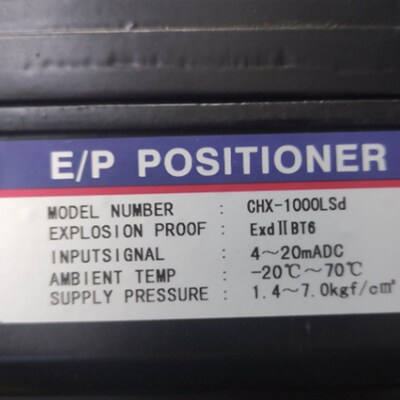 E/P POSITIONER
MODEL NUMBER : CHX-1000LSd
EXPLOSION PROOF : ExdⅡBT6
INPUTSIGNAL : 4~20mADC
AMBIENT TEMP : -20℃~70℃
SUPPLY PRESSURE : 1.4~7.0kgf/c㎡